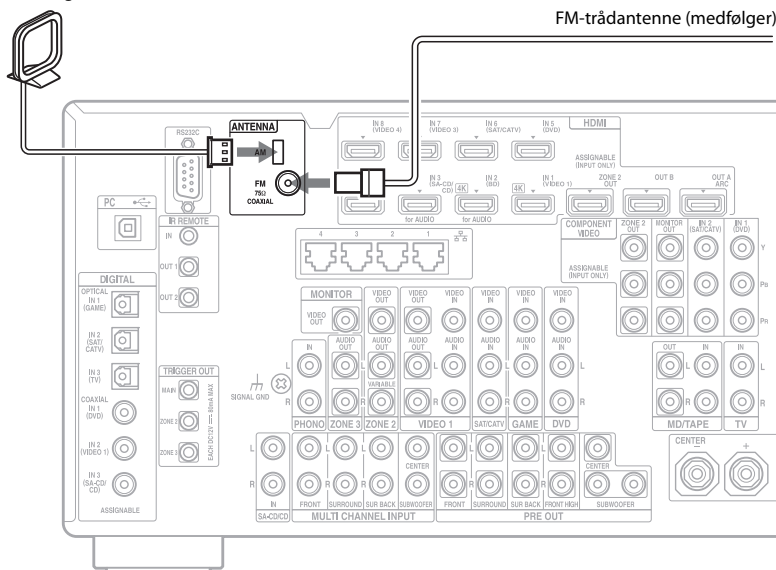 FM-trådantenne (medfølger)
ANTENNA
AM
FM
75Ω
COAXIAL
RS232C
PC
IR REMOTE
IN
OUT 1
OUT 2
IN 8
(VIDEO 4)
IN 7
(VIDEO 3)
IN 6
(SAT/CATV)
IN 5
(DVD)
HDMI
ASSIGNABLE
(INPUT ONLY)
IN 3
(SA-CD/
CD)
IN 2
(BD)
IN 1
(VIDEO 1)
4K
4K
for AUDIO
for AUDIO
ZONE 2
OUT
OUT B
OUT A
ARC
4
3
2
1
COMPONENT
VIDEO
ASSIGNABLE
(INPUT ONLY)
ZONE 2
OUT
MONITOR
OUT
IN 2
(SAT/CATV)
IN 1
(DVD)
Y
PB
PR
DIGITAL
OPTICAL
IN 1
(GAME)
IN 2
(SAT/
CATV)
IN 3
(TV)
COAXIAL
IN 1
(DVD)
IN 2
(VIDEO 1)
IN 3
(SA-CD/
CD)
ASSIGNABLE
TRIGGER OUT
MAIN
ZONE 2
ZONE 3
EACH DC12V 80mA MAX
SIGNAL GND
MONITOR
VIDEO
OUT
VIDEO
OUT
VIDEO
OUT
VIDEO
IN
VIDEO
IN
VIDEO
IN
VIDEO
IN
IN
AUDIO
OUT
AUDIO
OUT
AUDIO
OUT
AUDIO
IN
AUDIO
IN
AUDIO
IN
AUDIO
IN
VARIABLE
L
R
L
R
PHONO
ZONE 3
ZONE 2
VIDEO 1
SAT/CATV
GAME
DVD
OUT
IN
IN
L
R
L
R
MD/TAPE
TV
L
R
IN
SA-CD/CD
L
R
L
R
CENTER
FRONT
SURROUND
SUR BACK
SUBWOOFER
MULTI CHANNEL INPUT
L
R
L
R
CENTER
FRONT
SURROUND
SUR BACK
FRONT HIGH
SUBWOOFER
PRE OUT
CENTER